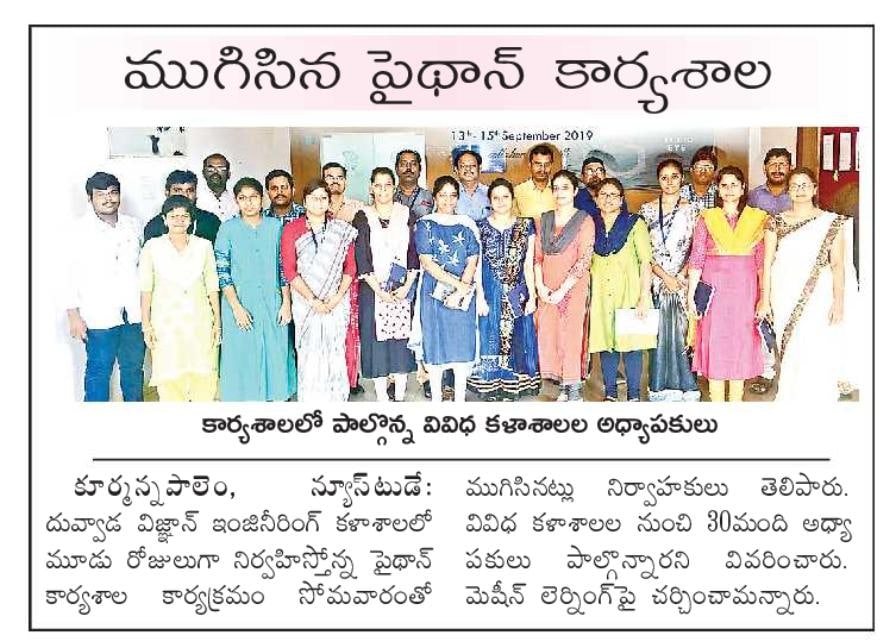 ముగిసిన పైథాన్ కార్యశాల
13th- 15th September 2019
కార్యశాలలో పాల్గొన్న వివిధ కళాశాలల అధ్యాపకులు
కూర్మన్నపాలెం, న్యూస్‌టుడే:
దువ్వాడ విజ్ఞాన్ ఇంజినీరింగ్ కళాశాలలో
మూడు రోజులుగా నిర్వహిస్తోన్న పైథాన్
కార్యశాల కార్యక్రమం సోమవారంతో
ముగిసినట్లు నిర్వాహకులు తెలిపారు.
వివిధ కళాశాలల నుంచి 30మంది అధ్యా
పకులు పాల్గొన్నారని వివరించారు.
మెషీన్ లెర్నింగ్‌పై చర్చించామన్నారు.